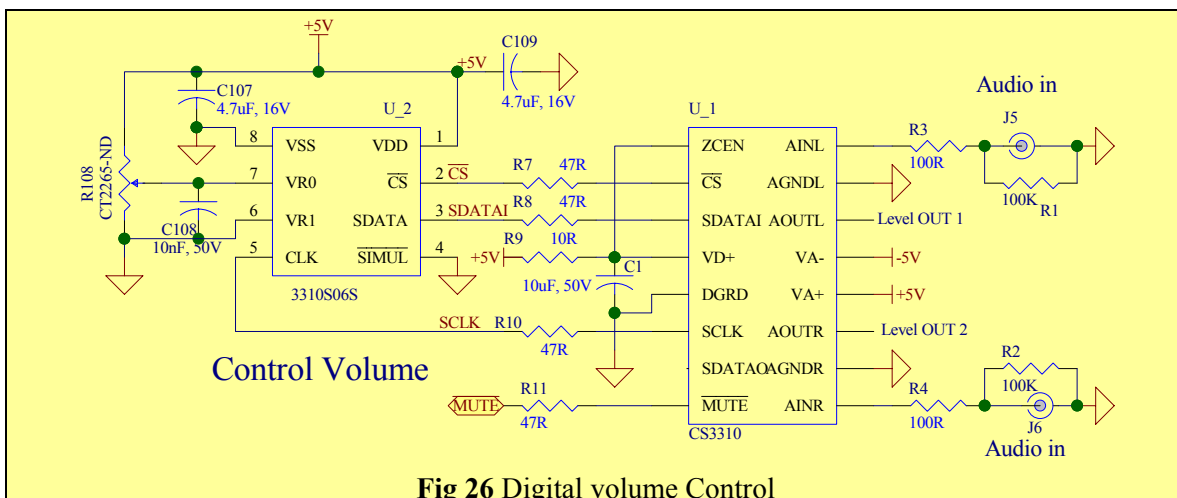 +5V
C109
+5V
4.7uF, 16V
C107
4.7uF, 16V
U_2
8 VSS VDD 1
7 VR0 CS 2 CS
6 VR1 SDATA 3 SDATAI
5 CLK SIMUL 4
3310S06S
R108
CT2265-ND
C108
10nF, 50V
R7 47R
R8 47R
R9 10R
+5V
C1
10uF, 50V
SCLK R10
47R
Control Volume
MUTE R11
47R
U_1
ZCEN AINL
CS AGNDL
SDATAI AOUTL
VD+ VA-
DGRD VA+
SCLK AOUTR
SDATAO AGNDR
MUTE AINR
CS3310
Audio in
J5
R3
100R
100K
R1
Level OUT 1
-5V
+5V
Level OUT 2
R2
100K
R4
100R
J6
Audio in
Fig 26 Digital volume Control